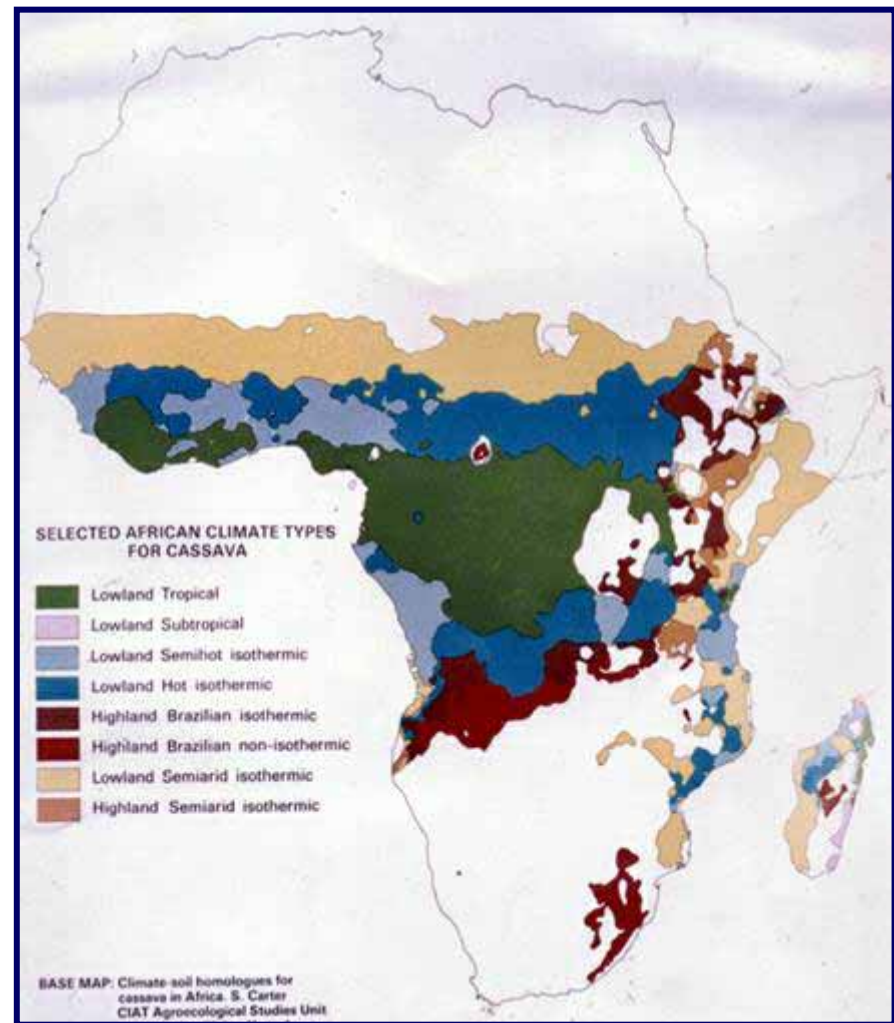 SELECTED AFRICAN CLIMATE TYPES
FOR CASSAVA
Lowland Tropical
Lowland Subtropical
Lowland Semihot isothermic
Lowland Hot isothermic
Highland Brazilian isothermic
Highland Brazilian non-isothermic
Lowland Semiarid isothermic
Highland Semiarid isothermic
BASE MAP: Climate-soil homologues for
cassava in Africa. S. Carter
CIAT Agroecological Studies Unit